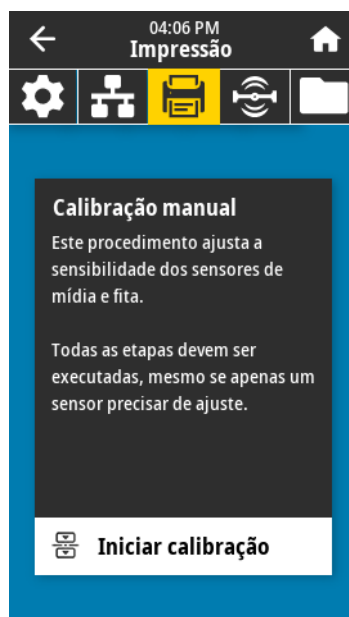 04:06 PM
Impressão
Calibração manual
Este procedimento ajusta a
sensibilidade dos sensores de
mídia e fita.
Todas as etapas devem ser
executadas, mesmo se apenas um
sensor precisar de ajuste.
Iniciar calibração